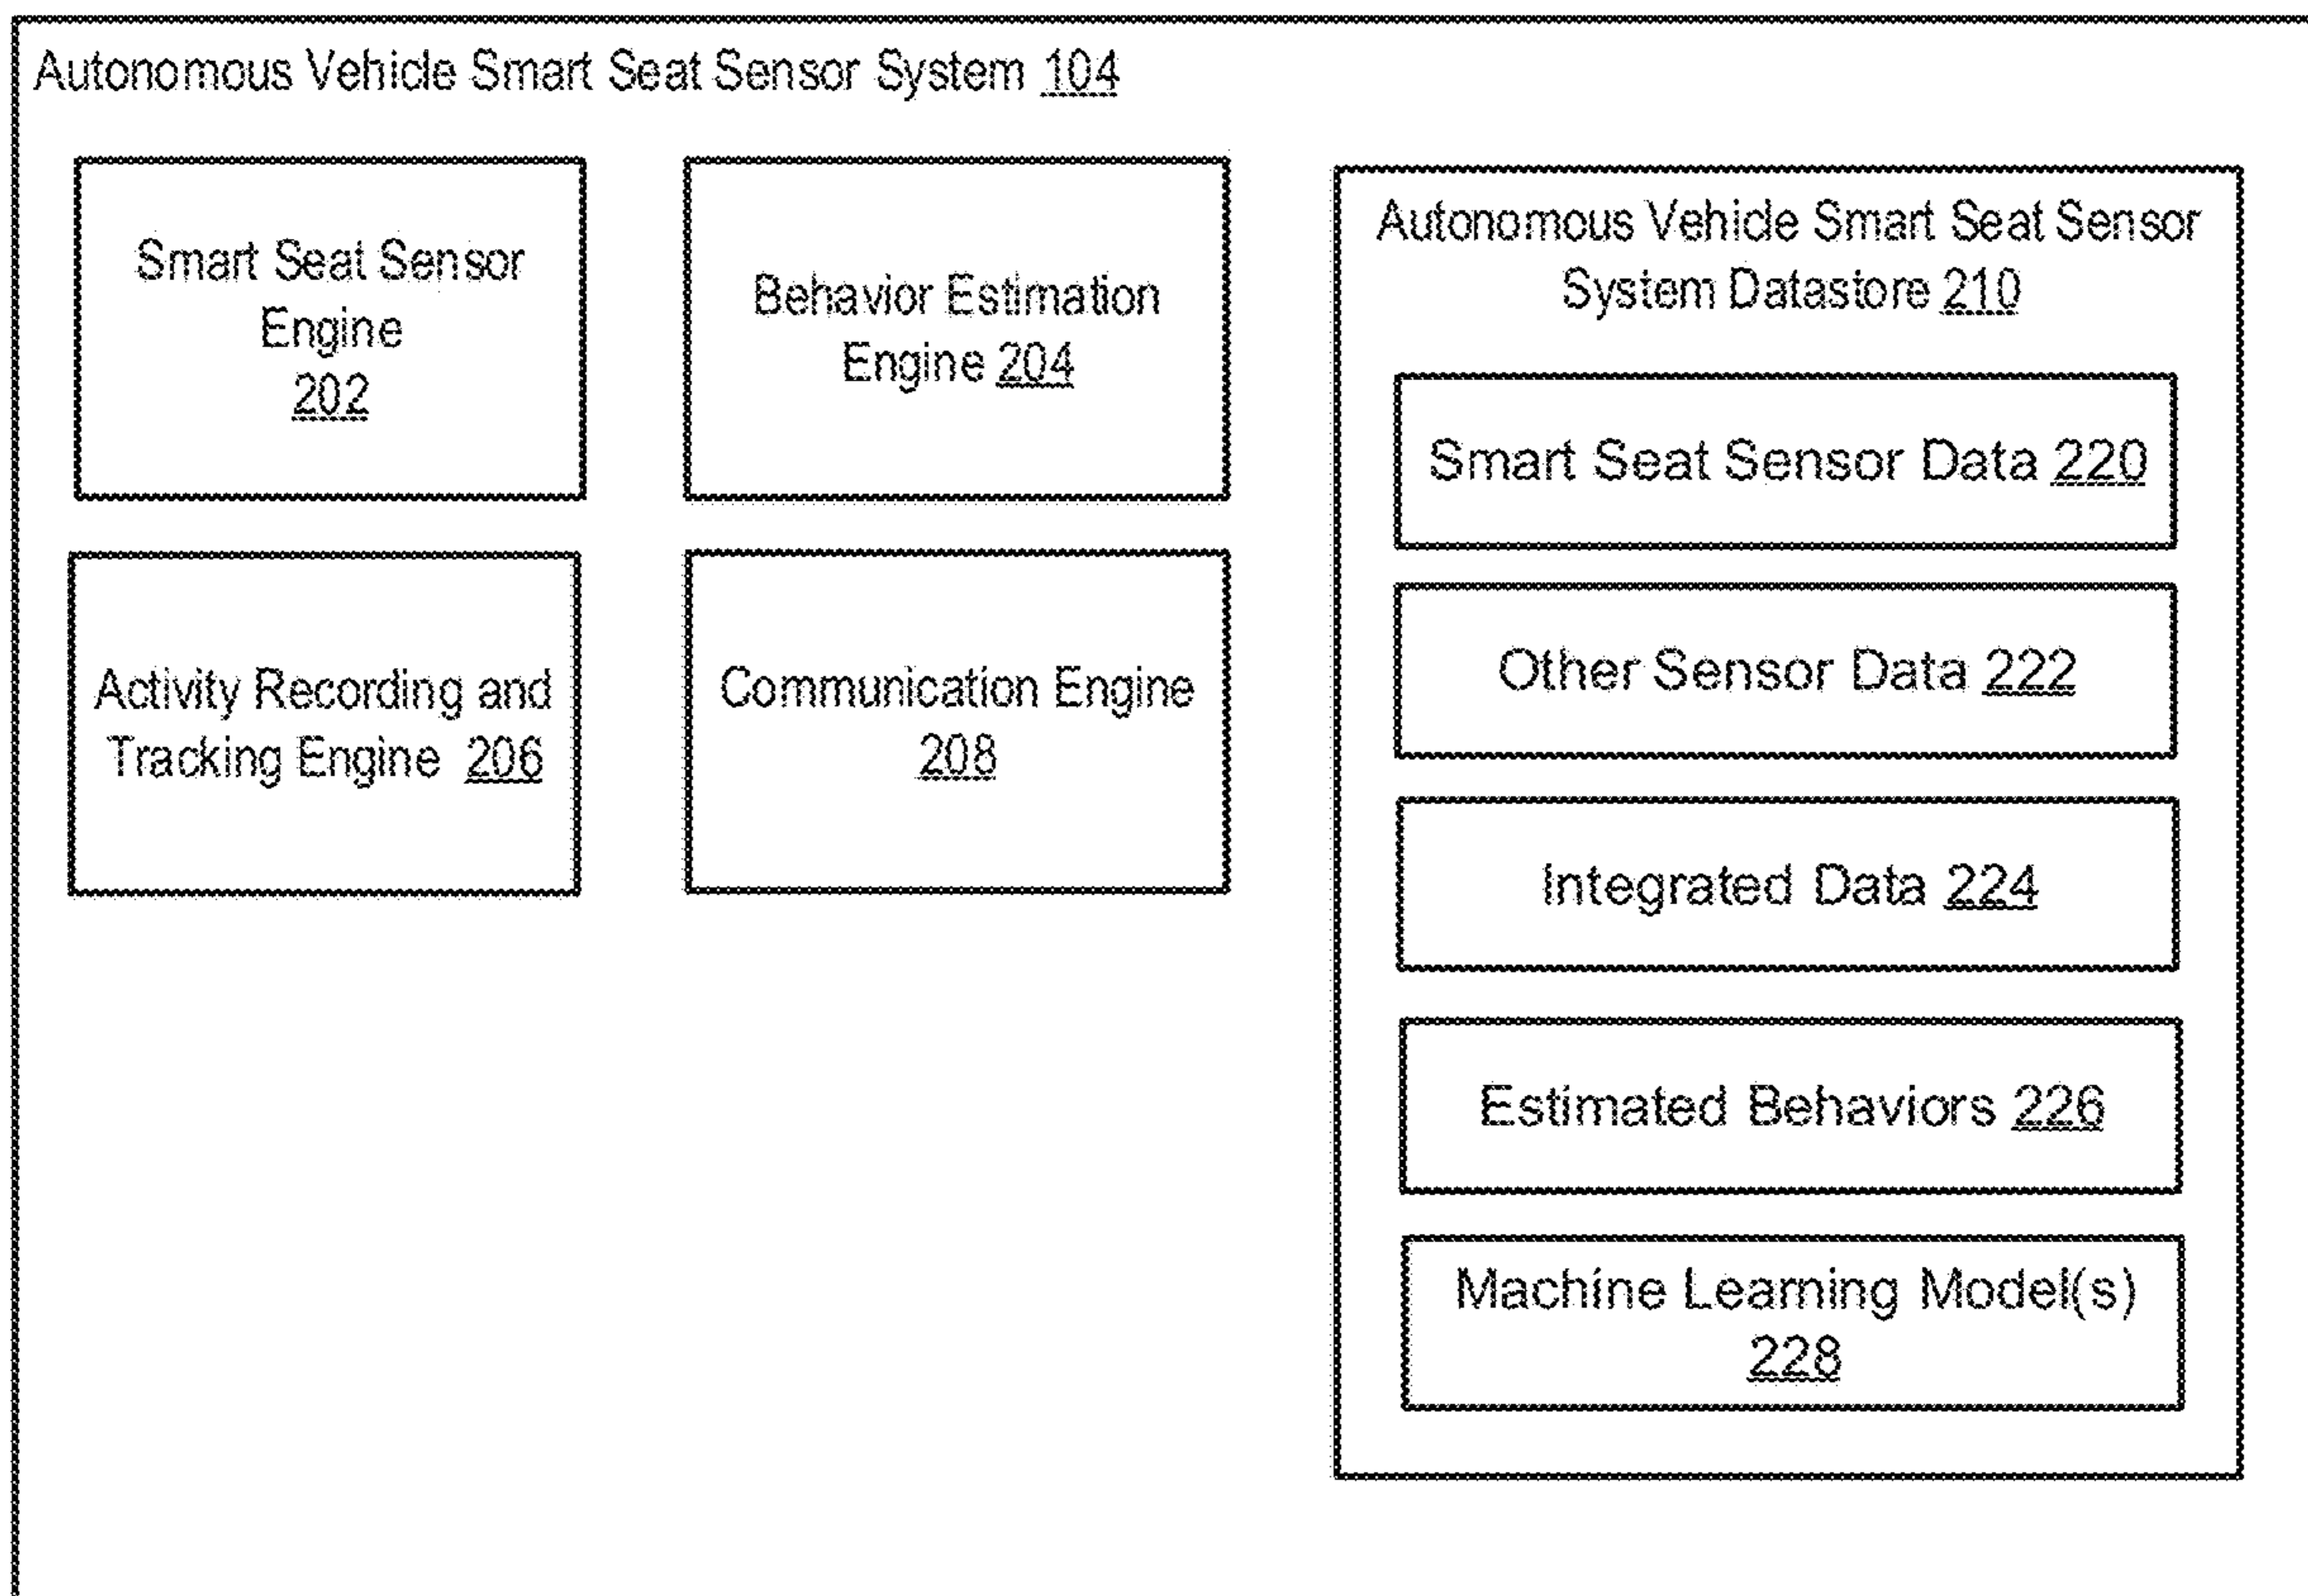 Autonomous Vehicle Smart Seat Sensor System 104
Smart Seat Sensor
Engine
202
Behavior Estimation
Engine 204
Activity Recording and
Tracking Engine 206
Communication Engine
208
Autonomous Vehicle Smart Seat Sensor
System Datastore 210
Smart Seat Sensor Data 220
Other Sensor Data 222
Integrated Data 224
Estimated Behaviors 226
Machine Learning Model(s)
228